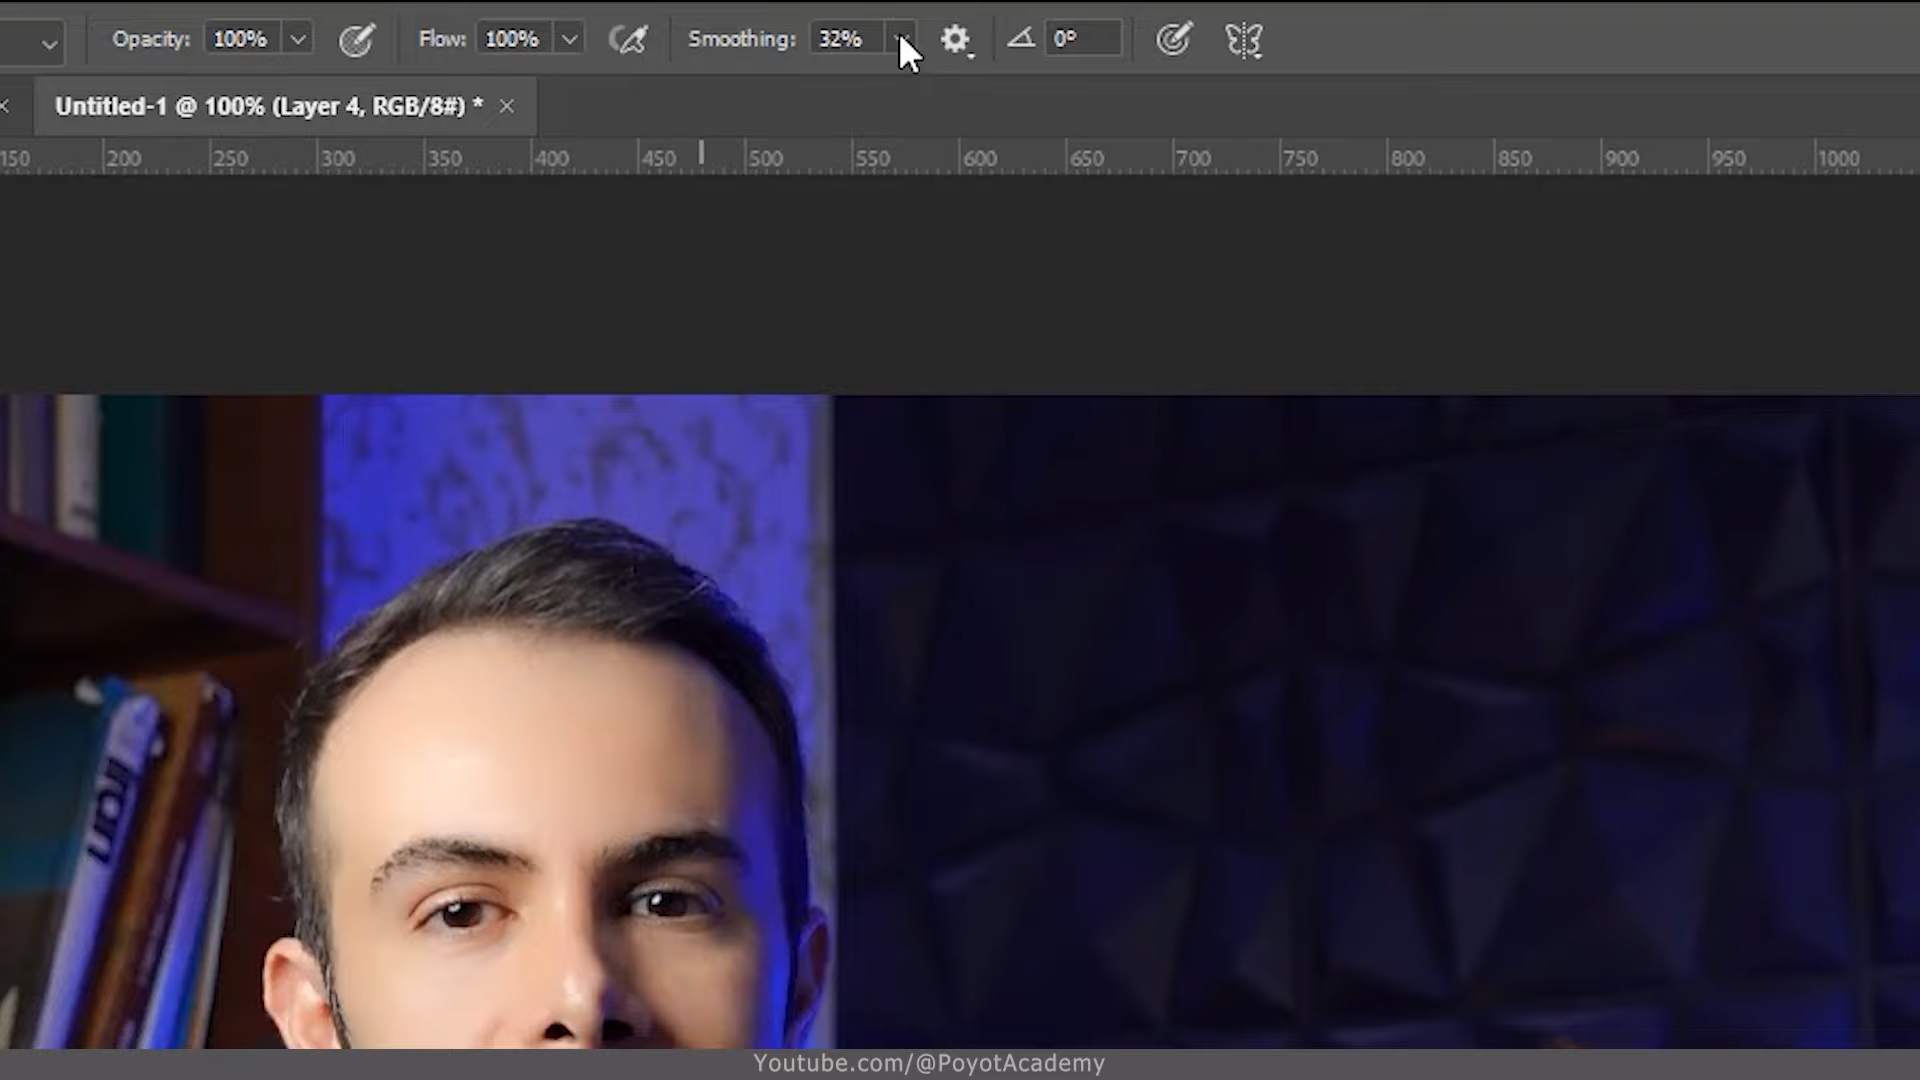 Opacity: 100% Flow: 100% Smoothing: 32% 0°
Untitled-1 @ 100% (Layer 4, RGB/8#) *
150 200 250 300 350 400 450 500 550 600 650 700 750 800 850 900 950 1000
Youtube.com/@PoyotAcademy